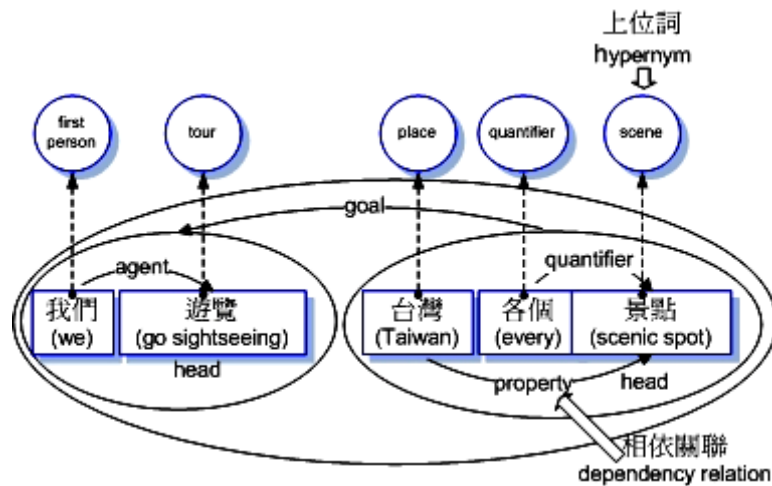 上位詞
hypernym
first
person
tour
place
quantifier
scene
goal
agent
quantifier
我們
(we)
遊覽
(go sightseeing)
台灣
(Taiwan)
各個
(every)
景點
(scenic spot)
head
property
head
相依關聯
dependency relation